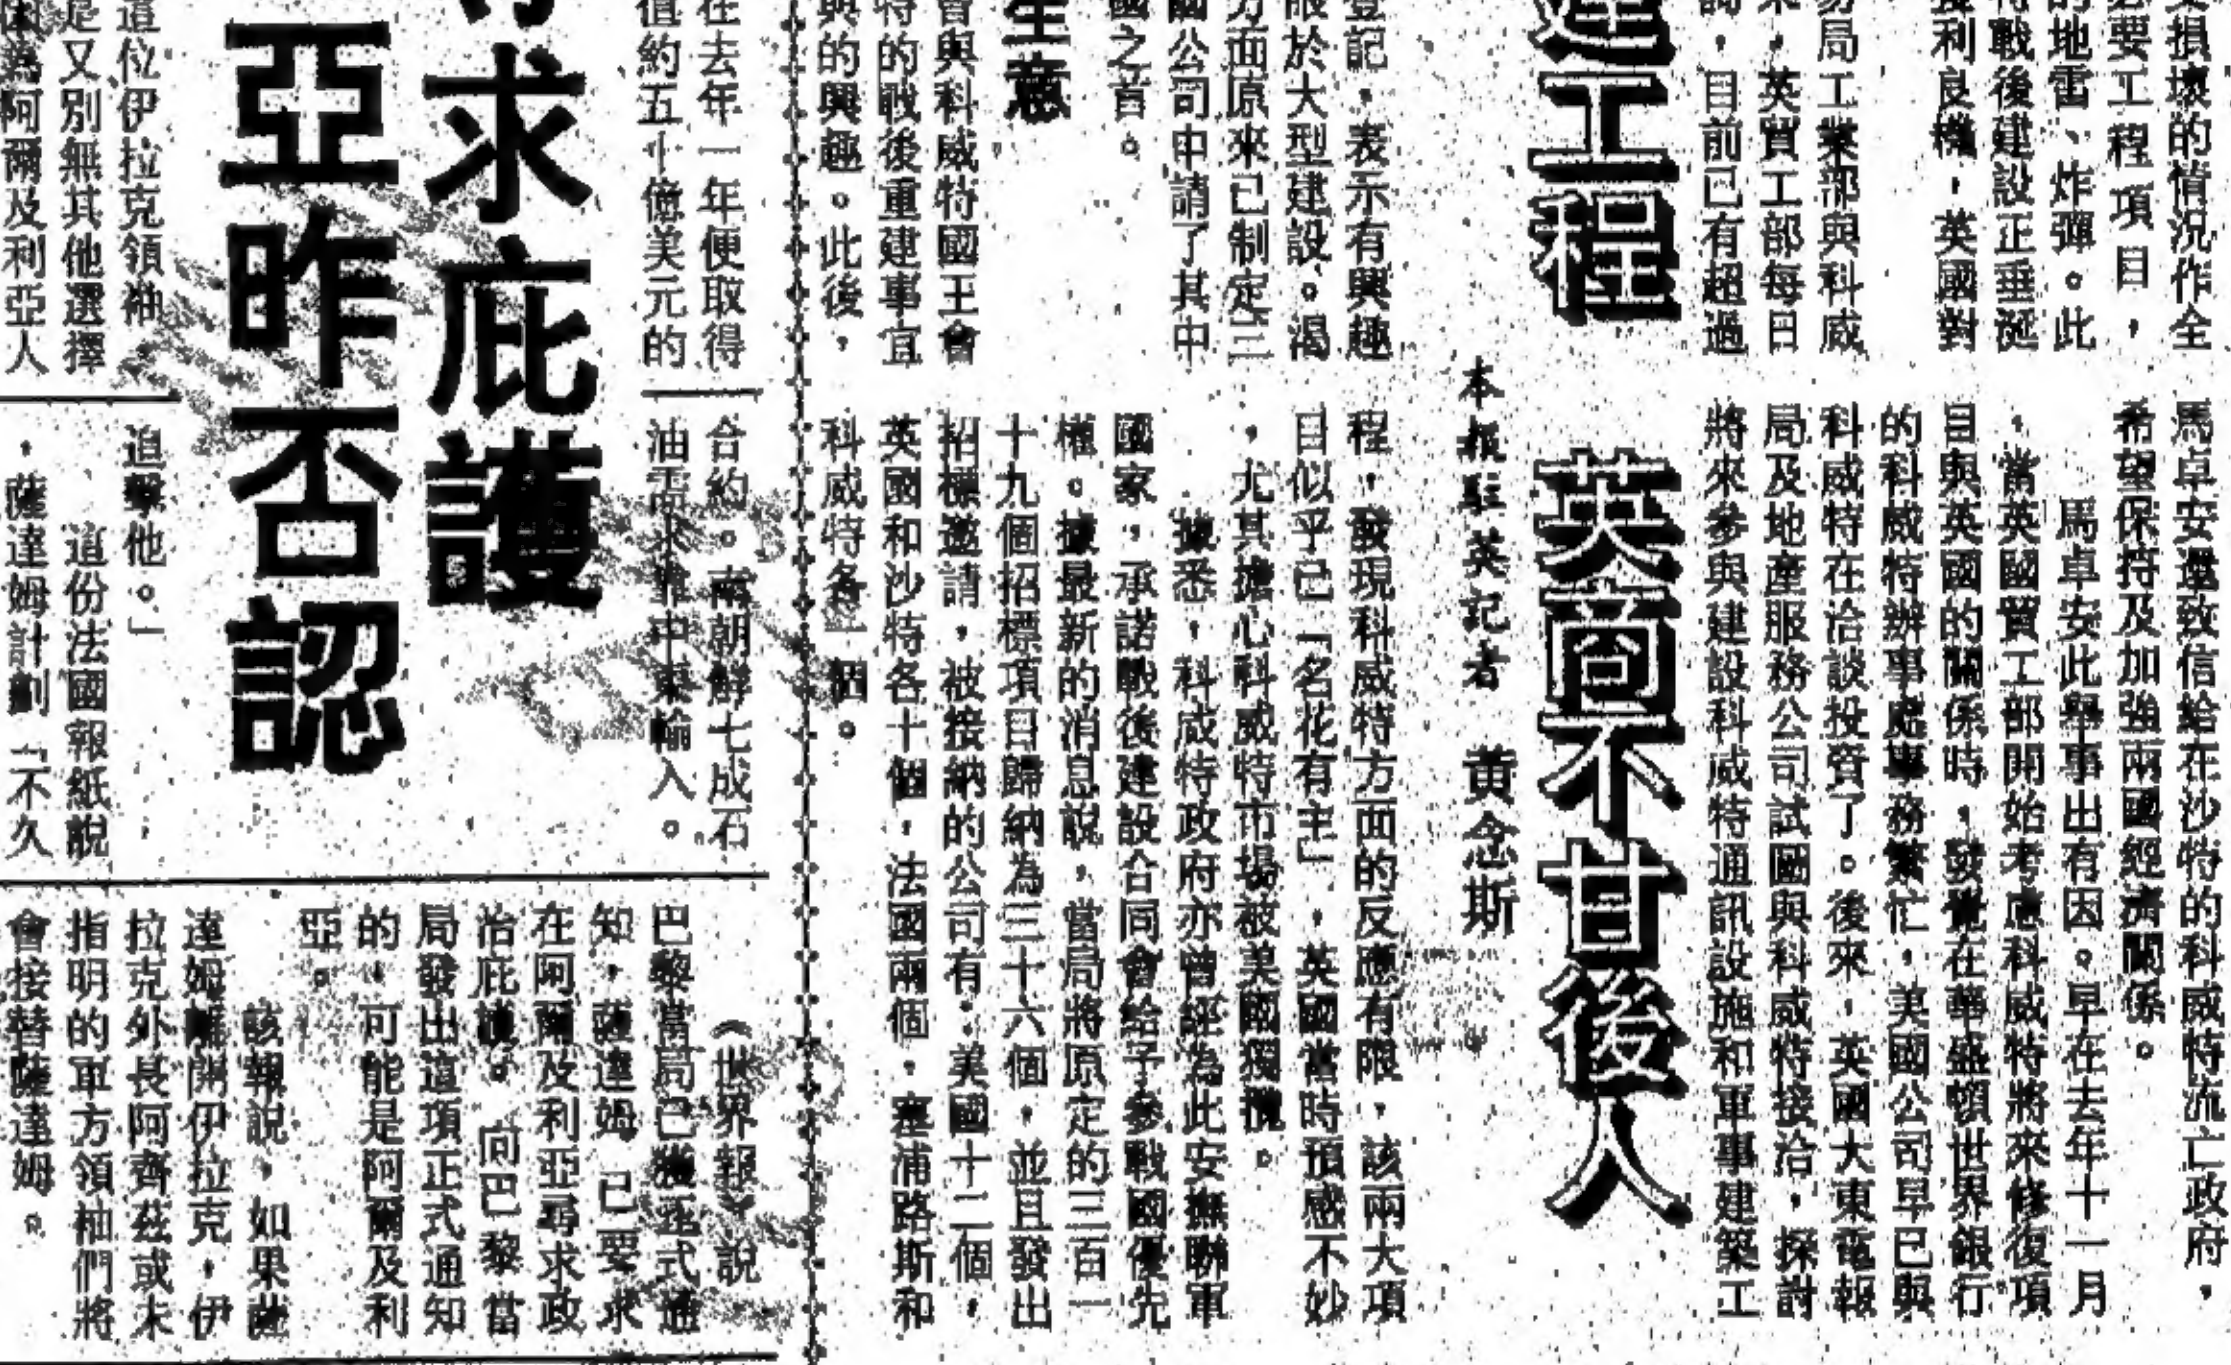 建工程
英商不甘後人
本報駐英記者 黃念斯
損壞的情況作全
必要工程項目，
的地雷、炸彈。此
戰後建設正垂涎
利良機，英國對
易局工業部與科威
，英貿工部每日
，目前已有超過
馬卓安還致信給在沙特的科威特流亡政府，
希望保持及加強兩國經濟關係。
馬卓安此舉事出有因。早在去年十一月
，當英國貿工部開始考慮科威特將來修復項
目與英國的關係時，發覺在華盛頓世界銀行
的科威特辦事處事務繁忙，美國公司早已與
科威特在洽談投資了。後來，英國大東電報
局及地產服務公司試圖與科威特接洽，探討
將來參與建設科威特通訊設施和軍事建築工
登記，表示有興趣
於大型建設。渴
方面原來已制定三
國公司申請了其中
國之首。
生意
會與科威特國王會
特的戰後重建事宜
與的興趣。此後，
程，發現科威特方面的反應有限，該兩大項
目似乎已「名花有主」，英國當時預感不妙
，尤其擔心科威特市場被美國獨攬。
據悉，科威特政府亦曾經為此安撫聯軍
國家，承諾戰後建設合同會給予參戰國優先
權。據最新的消息說，當局將原定的三百一
十九個招標項目歸納為三十六個，並且發出
招標邀請，被接納的公司有：美國十二個，
英國和沙特各十個，法國兩個，塞浦路斯和
科威特各一個。
在去年一年便取得
值約五十億美元的
合約。南朝鮮七成石
油需求靠中東輸入。
求庇護
亞昨否認
這位伊拉克領袖，
是又別無其他選擇
因為阿爾及利亞人
追擊他。」
這份法國報紙說
，薩達姆計劃「不久
《世界報》說，
巴黎當局已獲正式通
知，薩達姆已要求
在阿爾及利亞尋求政
治庇護。向巴黎當
局發出這項正式通知
的，可能是阿爾及利
亞。
該報說，如果薩
達姆離開伊拉克，伊
拉克外長阿齊茲或未
指明的軍方領袖們將
會接替薩達姆。